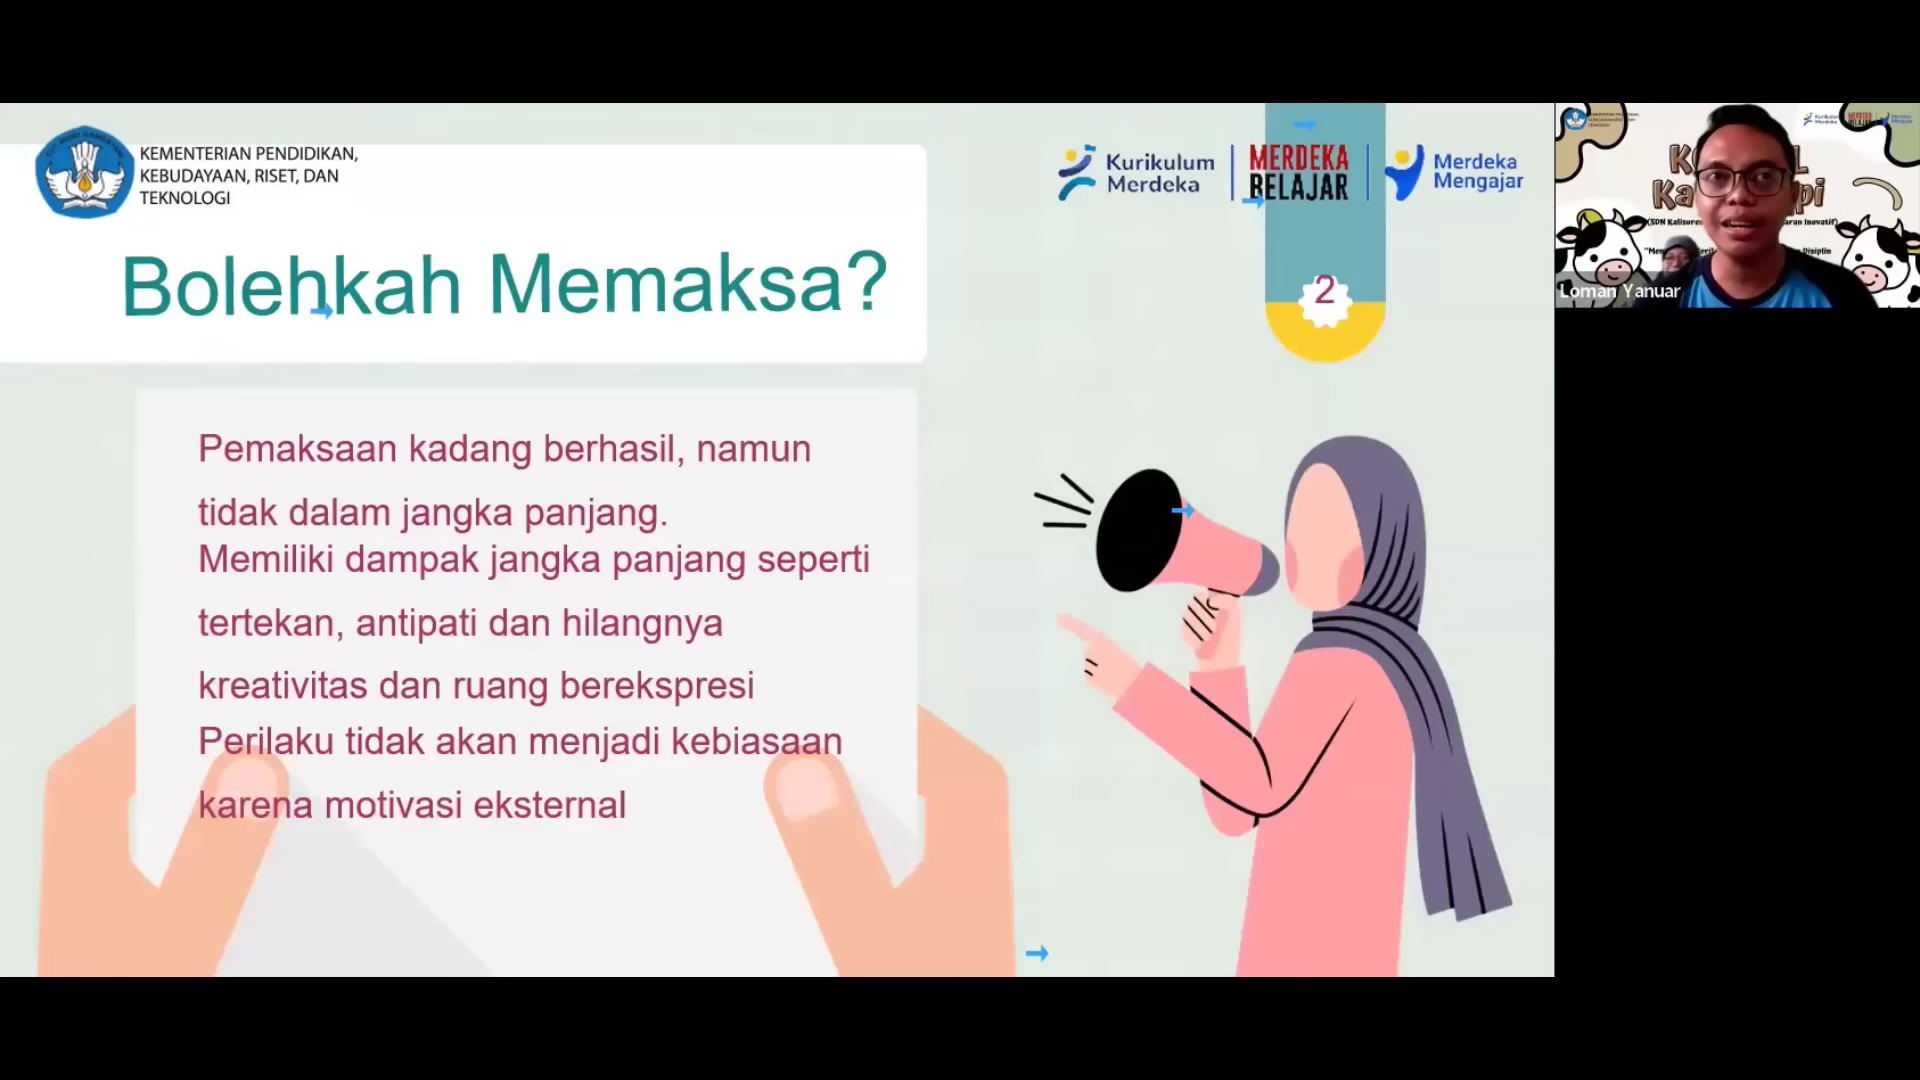 KEMENTERIAN PENDIDIKAN,
KEBUDAYAAN, RISET, DAN
TEKNOLOGI
Kurikulum
Merdeka
MERDEKA
BELAJAR
Merdeka
Mengajar
Bolehkah Memaksa?
2
Pemaksaan kadang berhasil, namun
tidak dalam jangka panjang.
Memiliki dampak jangka panjang seperti
tertekan, antipati dan hilangnya
kreativitas dan ruang berekspresi
Perilaku tidak akan menjadi kebiasaan
karena motivasi eksternal
Loman Yanuar